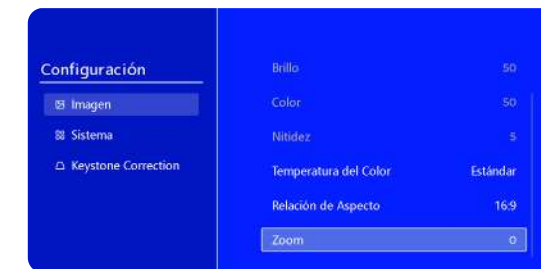 Configuración
Imagen
Sistema
Keystone Correction
Brillo 50
Color 50
Nitidez 5
Temperatura del Color Estándar
Relación de Aspecto 16:9
Zoom 0